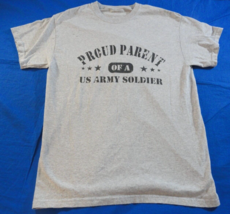 PROUD PARENT
OF A
US ARMY SOLDIER